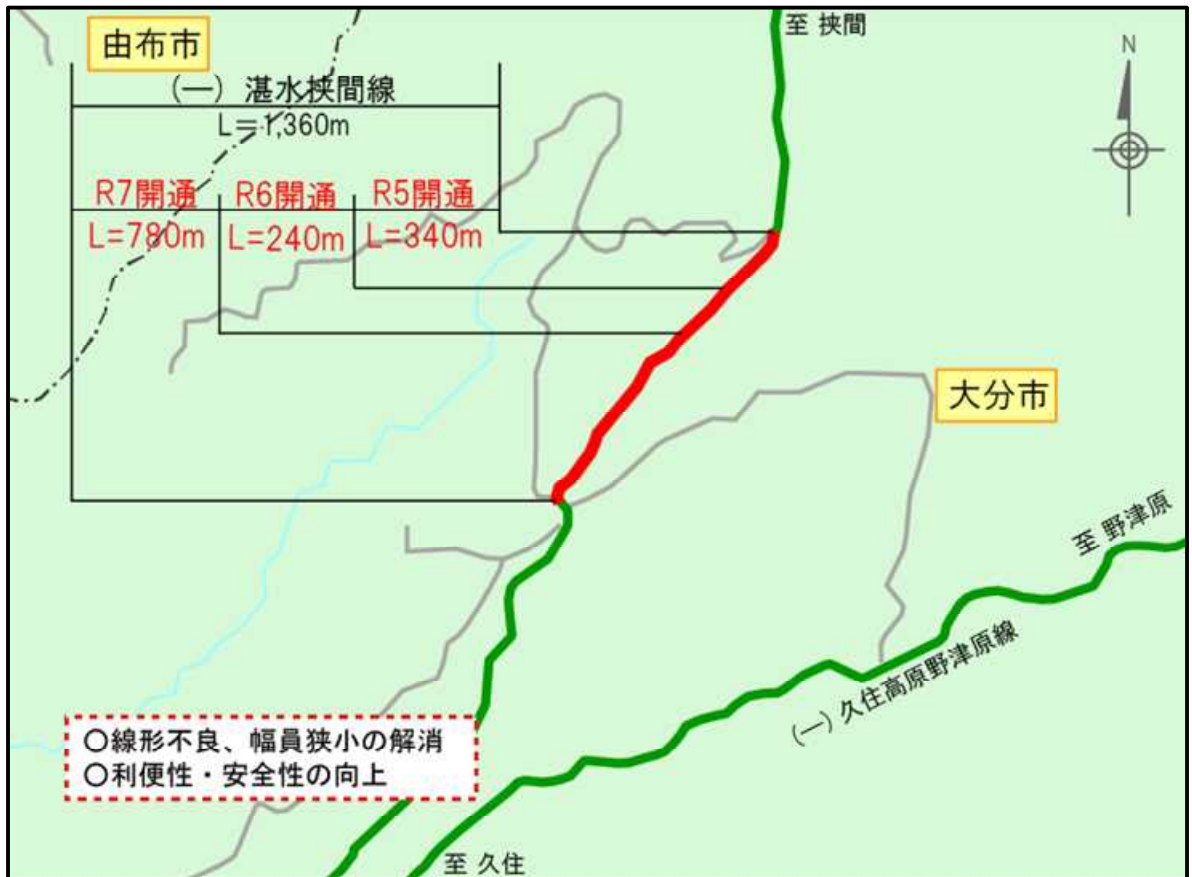 至 挟間
由布市
(一) 湛水挟間線
L=1,360m
N
R7開通 R6開通 R5開通
L=780m L=240m L=340m
大分市
至 野津原
(一)久住高原野津原線
○線形不良、幅員狭小の解消
○利便性・安全性の向上
至 久住